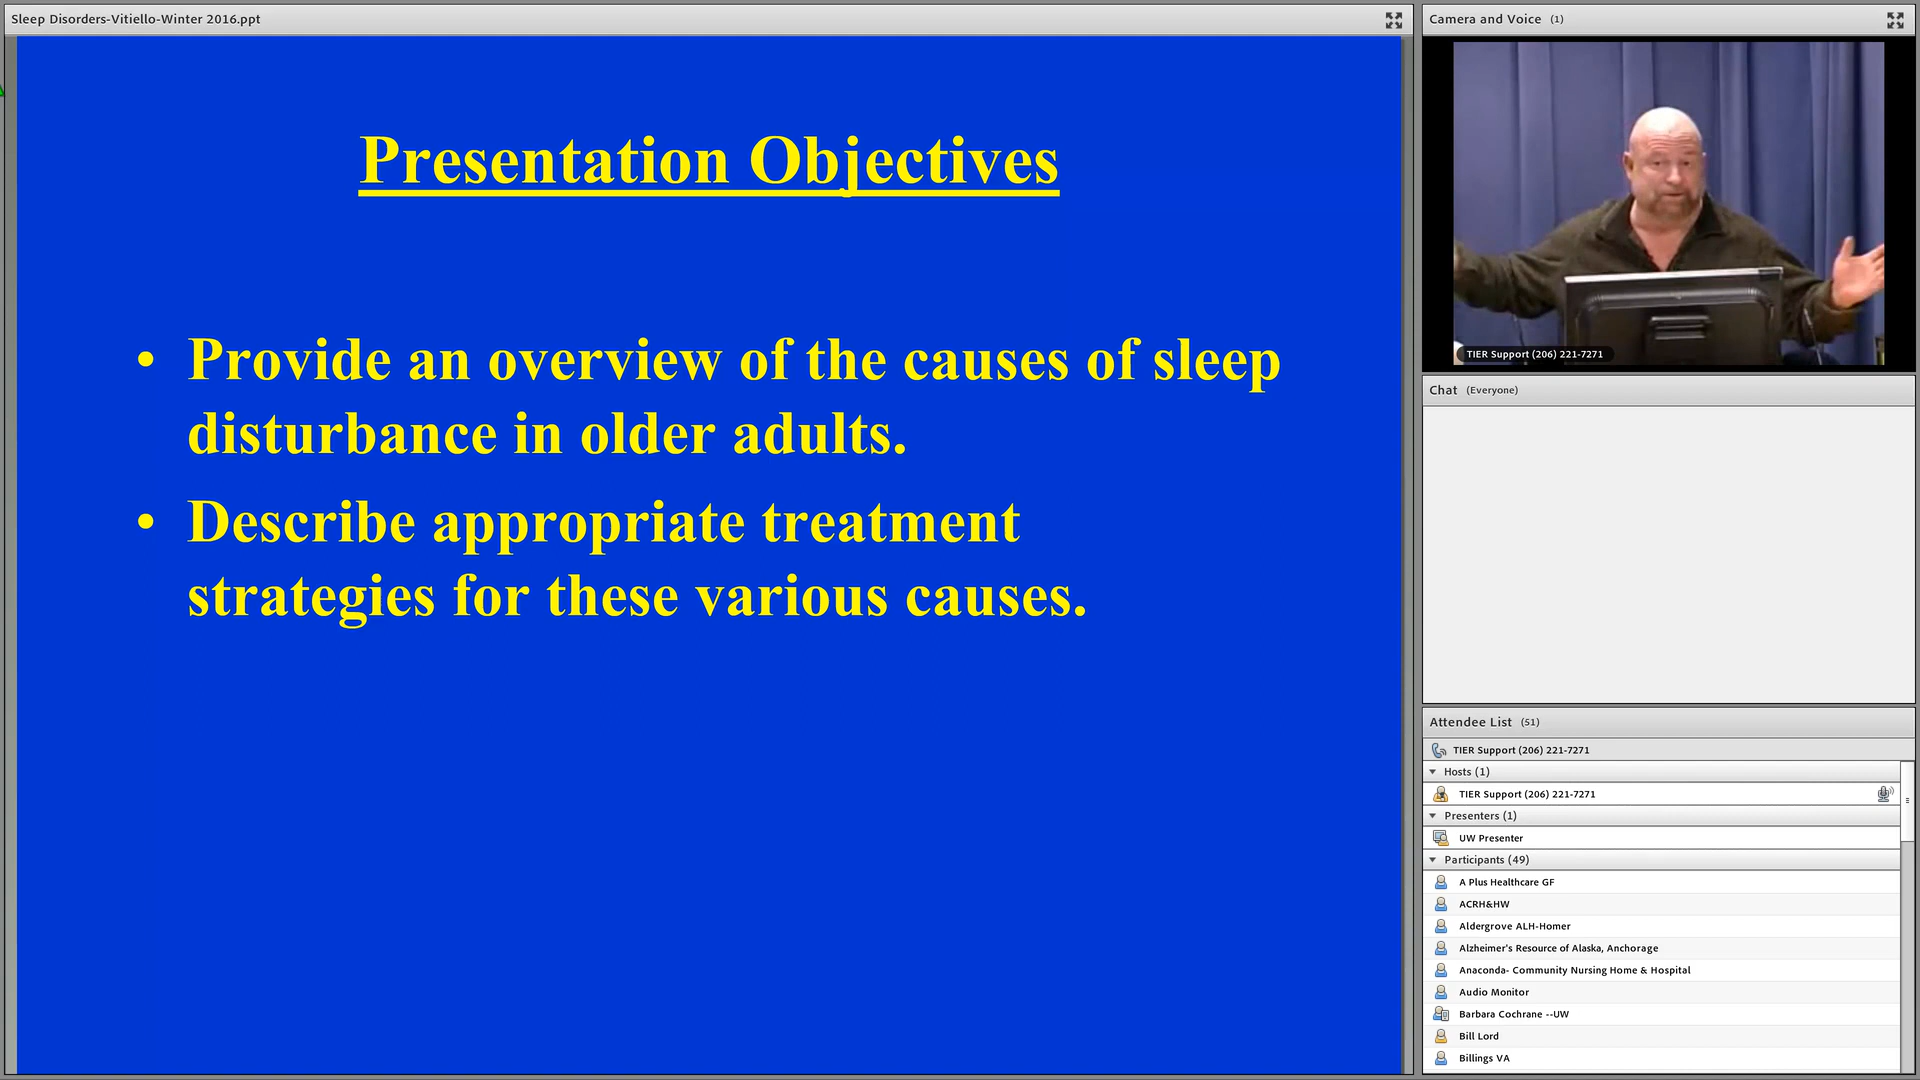 Sleep Disorders-Vitiello-Winter 2016.ppt
Presentation Objectives
• Provide an overview of the causes of sleep
disturbance in older adults.
• Describe appropriate treatment
strategies for these various causes.
Camera and Voice (1)
TIER Support (206) 221-7271
Chat (Everyone)
Attendee List (51)
TIER Support (206) 221-7271
Hosts (1)
TIER Support (206) 221-7271
Presenters (1)
UW Presenter
Participants (49)
A Plus Healthcare GF
ACRH&HW
Aldergrove ALH-Homer
Alzheimer's Resource of Alaska, Anchorage
Anaconda- Community Nursing Home & Hospital
Audio Monitor
Barbara Cochrane --UW
Bill Lord
Billings VA